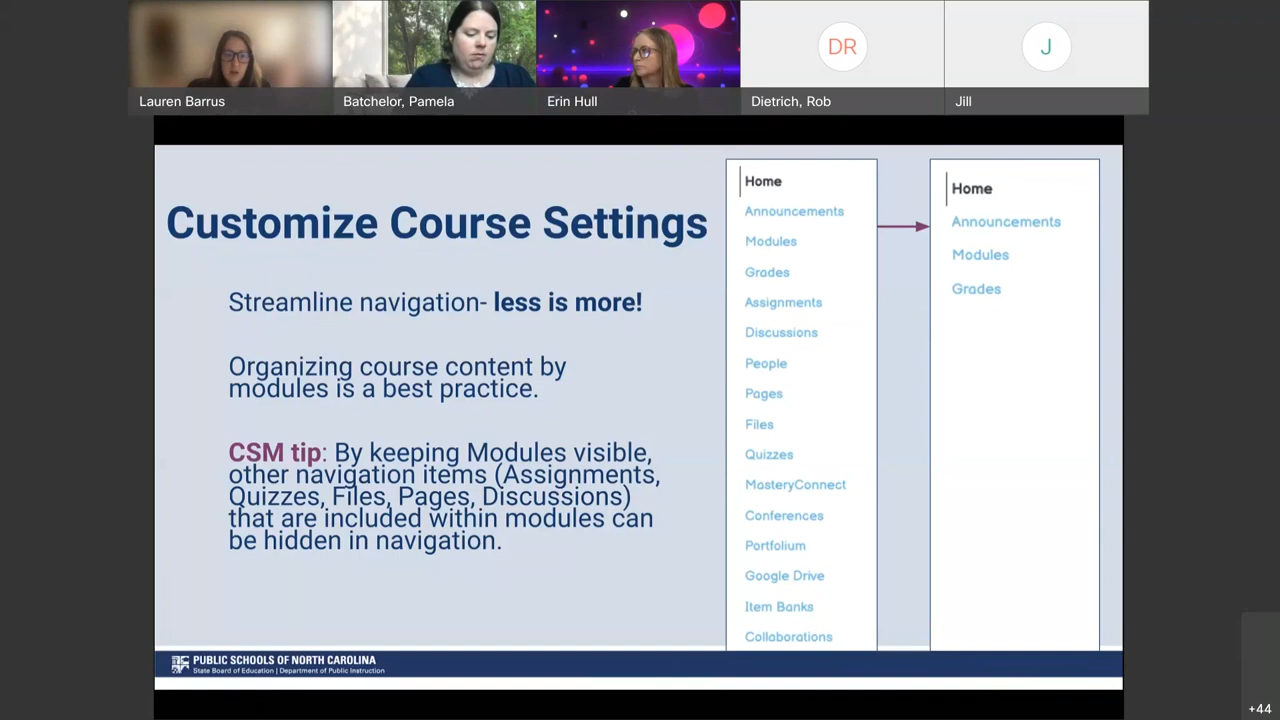 DR
J
Lauren Barrus
Batchelor, Pamela
Erin Hull
Dietrich, Rob
Jill
Customize Course Settings
Streamline navigation- less is more!
Organizing course content by
modules is a best practice.
CSM tip: By keeping Modules visible,
other navigation items (Assignments,
Quizzes, Files, Pages, Discussions)
that are included within modules can
be hidden in navigation.
Home
Announcements
Modules
Grades
Assignments
Discussions
People
Pages
Files
Quizzes
MasteryConnect
Conferences
Portfolium
Google Drive
Item Banks
Collaborations
Home
Announcements
Modules
Grades
PUBLIC SCHOOLS OF NORTH CAROLINA
State Board of Education | Department of Public Instruction
+44